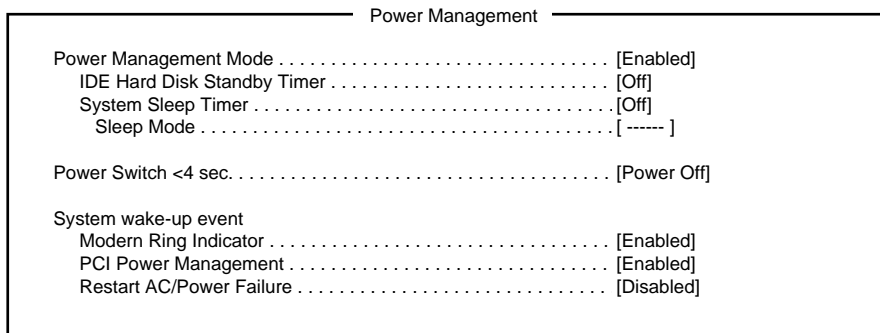 Power Management
Power Management Mode . . . . . . . . . . . . . . . . . . . . . . . . . . . . . . . . [Enabled]
IDE Hard Disk Standby Timer . . . . . . . . . . . . . . . . . . . . . . . . . . . [Off]
System Sleep Timer . . . . . . . . . . . . . . . . . . . . . . . . . . . . . . . . . . . [Off]
Sleep Mode . . . . . . . . . . . . . . . . . . . . . . . . . . . . . . . . . . . . . . . . [ ------ ]
Power Switch <4 sec. . . . . . . . . . . . . . . . . . . . . . . . . . . . . . . . . . . . . [Power Off]
System wake-up event
Modern Ring Indicator . . . . . . . . . . . . . . . . . . . . . . . . . . . . . . . . . [Enabled]
PCI Power Management . . . . . . . . . . . . . . . . . . . . . . . . . . . . . . . [Enabled]
Restart AC/Power Failure . . . . . . . . . . . . . . . . . . . . . . . . . . . . . . [Disabled]